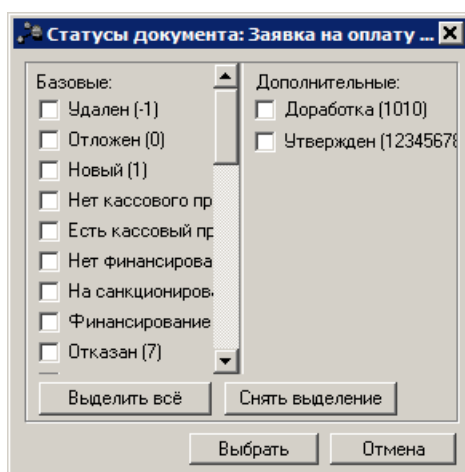 Статусы документа: Заявка на оплату ...
Базовые:
Удален (-1)
Отложен (0)
Новый (1)
Нет кассового пр
Есть кассовый пр
Нет финансирова
На санкциониров
Финансирование
Отказан (7)
Дополнительные:
Доработка (1010)
Утвержден (12345678
Выделить всё
Снять выделение
Выбрать
Отмена